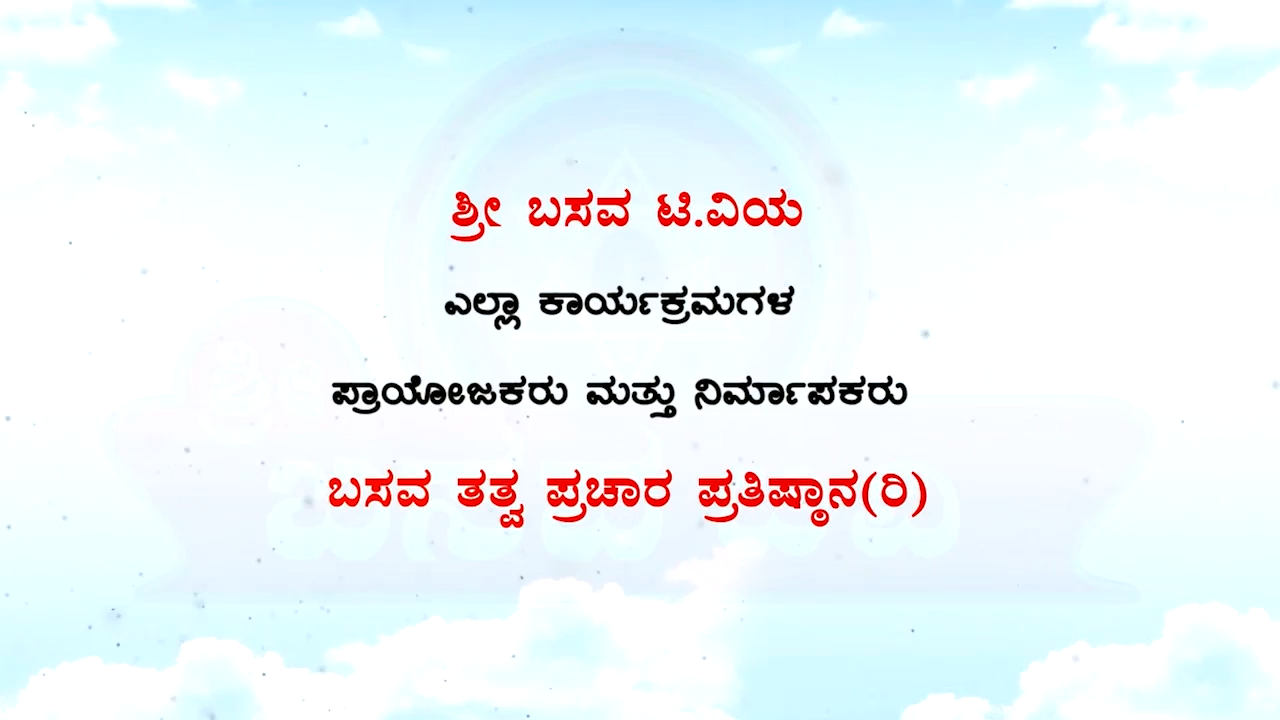 ಶ್ರೀ ಬಸವ ಟಿ.ವಿಯ
ಎಲ್ಲಾ ಕಾರ್ಯಕ್ರಮಗಳ
ಪ್ರಾಯೋಜಕರು ಮತ್ತು ನಿರ್ಮಾಪಕರು
ಬಸವ ತತ್ವ ಪ್ರಚಾರ ಪ್ರತಿಷ್ಠಾನ(ರಿ)